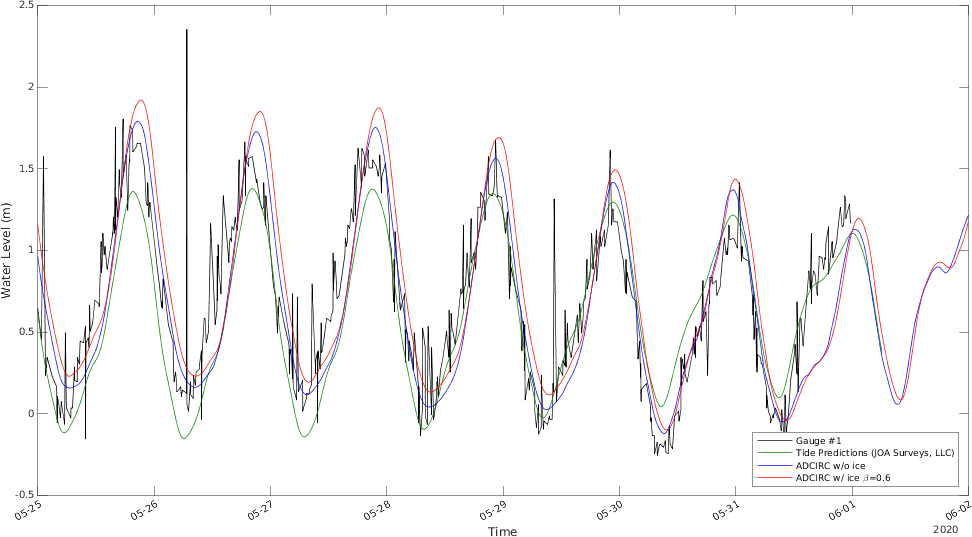 2.5
2
1.5
1
0.5
0
-0.5
Water Level (m)
Gauge #1
Tide Predictions (JOA Surveys, LLC)
ADCIRC w/o ice
ADCIRC w/ ice β=0.6
05-25
05-26
05-27
05-28
05-29
05-30
05-31
06-01
06-02
Time
2020